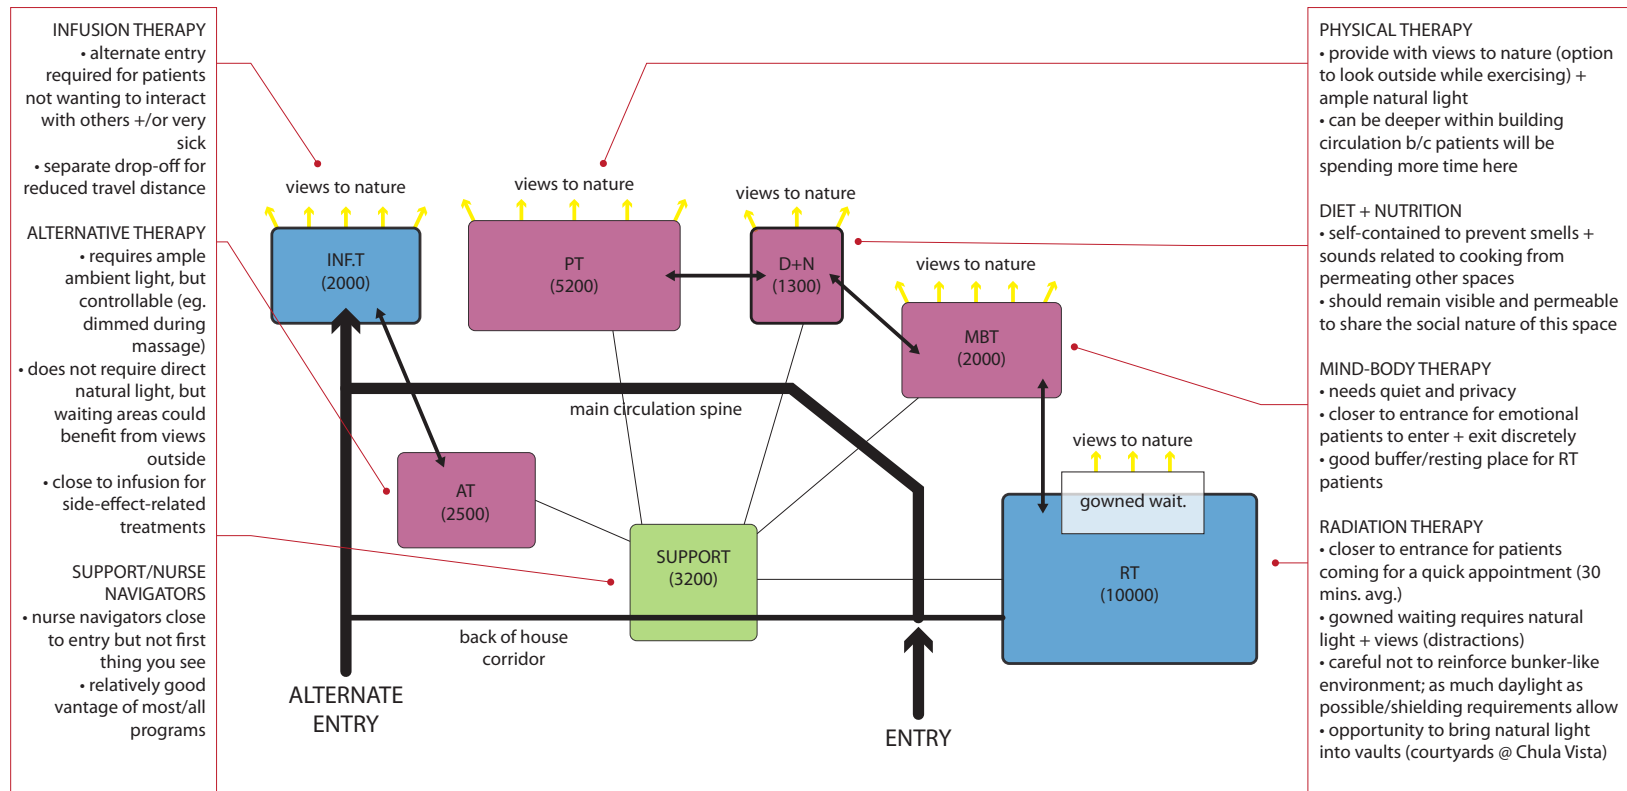 INFUSION THERAPY
• alternate entry
required for patients
not wanting to interact
with others +/or very
sick
• separate drop-off for
reduced travel distance
ALTERNATIVE THERAPY
• requires ample
ambient light, but
controllable (eg.
dimmed during
massage)
• does not require direct
natural light, but
waiting areas could
benefit from views
outside
• close to infusion for
side-effect-related
treatments
SUPPORT/NURSE
NAVIGATORS
• nurse navigators close
to entry but not first
thing you see
• relatively good
vantage of most/all
programs
views to nature
INF.T
(2000)
views to nature
PT
(5200)
views to nature
D+N
(1300)
views to nature
MBT
(2000)
main circulation spine
views to nature
gowned wait.
AT
(2500)
SUPPORT
(3200)
RT
(10000)
back of house
corridor
ALTERNATE
ENTRY
ENTRY
PHYSICAL THERAPY
• provide with views to nature (option
to look outside while exercising) +
ample natural light
• can be deeper within building
circulation b/c patients will be
spending more time here
DIET + NUTRITION
• self-contained to prevent smells +
sounds related to cooking from
permeating other spaces
• should remain visible and permeable
to share the social nature of this space
MIND-BODY THERAPY
• needs quiet and privacy
• closer to entrance for emotional
patients to enter + exit discretely
• good buffer/resting place for RT
patients
RADIATION THERAPY
• closer to entrance for patients
coming for a quick appointment (30
mins. avg.)
• gowned waiting requires natural
light + views (distractions)
• careful not to reinforce bunker-like
environment; as much daylight as
possible/shielding requirements allow
• opportunity to bring natural light
into vaults (courtyards @ Chula Vista)